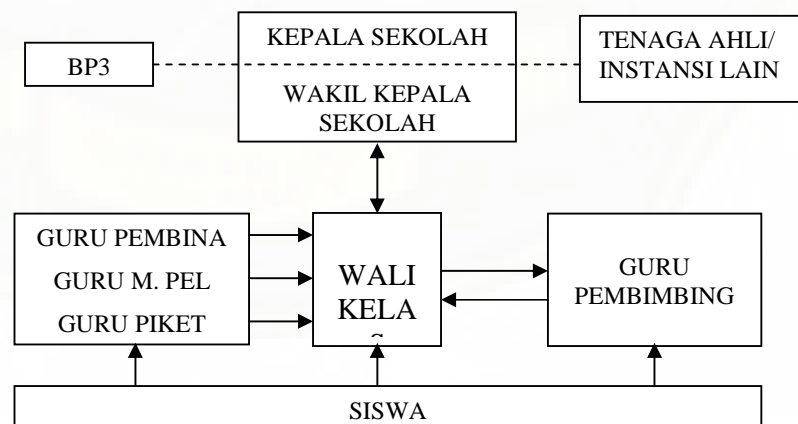 KEPALA SEKOLAH
WAKIL KEPALA
SEKOLAH
BP3
TENAGA AHLI/
INSTANSI LAIN
GURU PEMBINA
GURU M. PEL
GURU PIKET
WALI
KELA
GURU
PEMBIMBING
SISWA